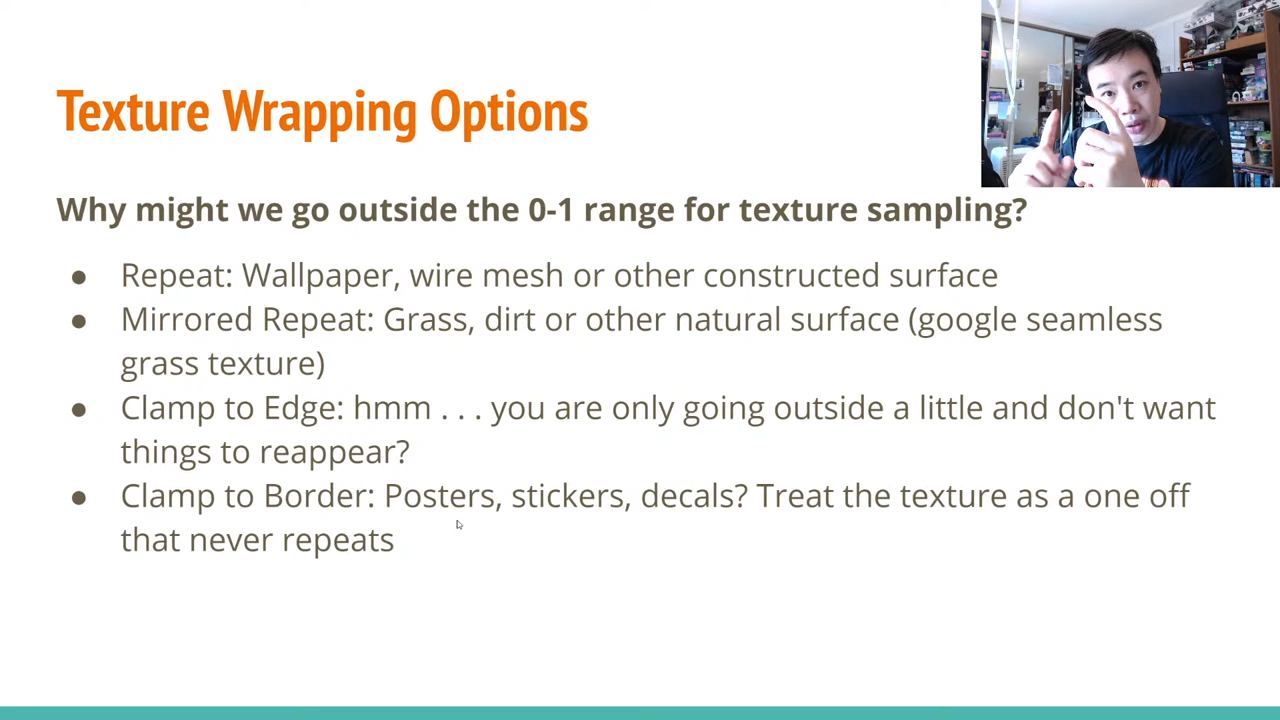 Texture Wrapping Options
Why might we go outside the 0-1 range for texture sampling?
● Repeat: Wallpaper, wire mesh or other constructed surface
● Mirrored Repeat: Grass, dirt or other natural surface (google seamless
grass texture)
● Clamp to Edge: hmm . . . you are only going outside a little and don't want
things to reappear?
● Clamp to Border: Posters, stickers, decals? Treat the texture as a one off
that never repeats